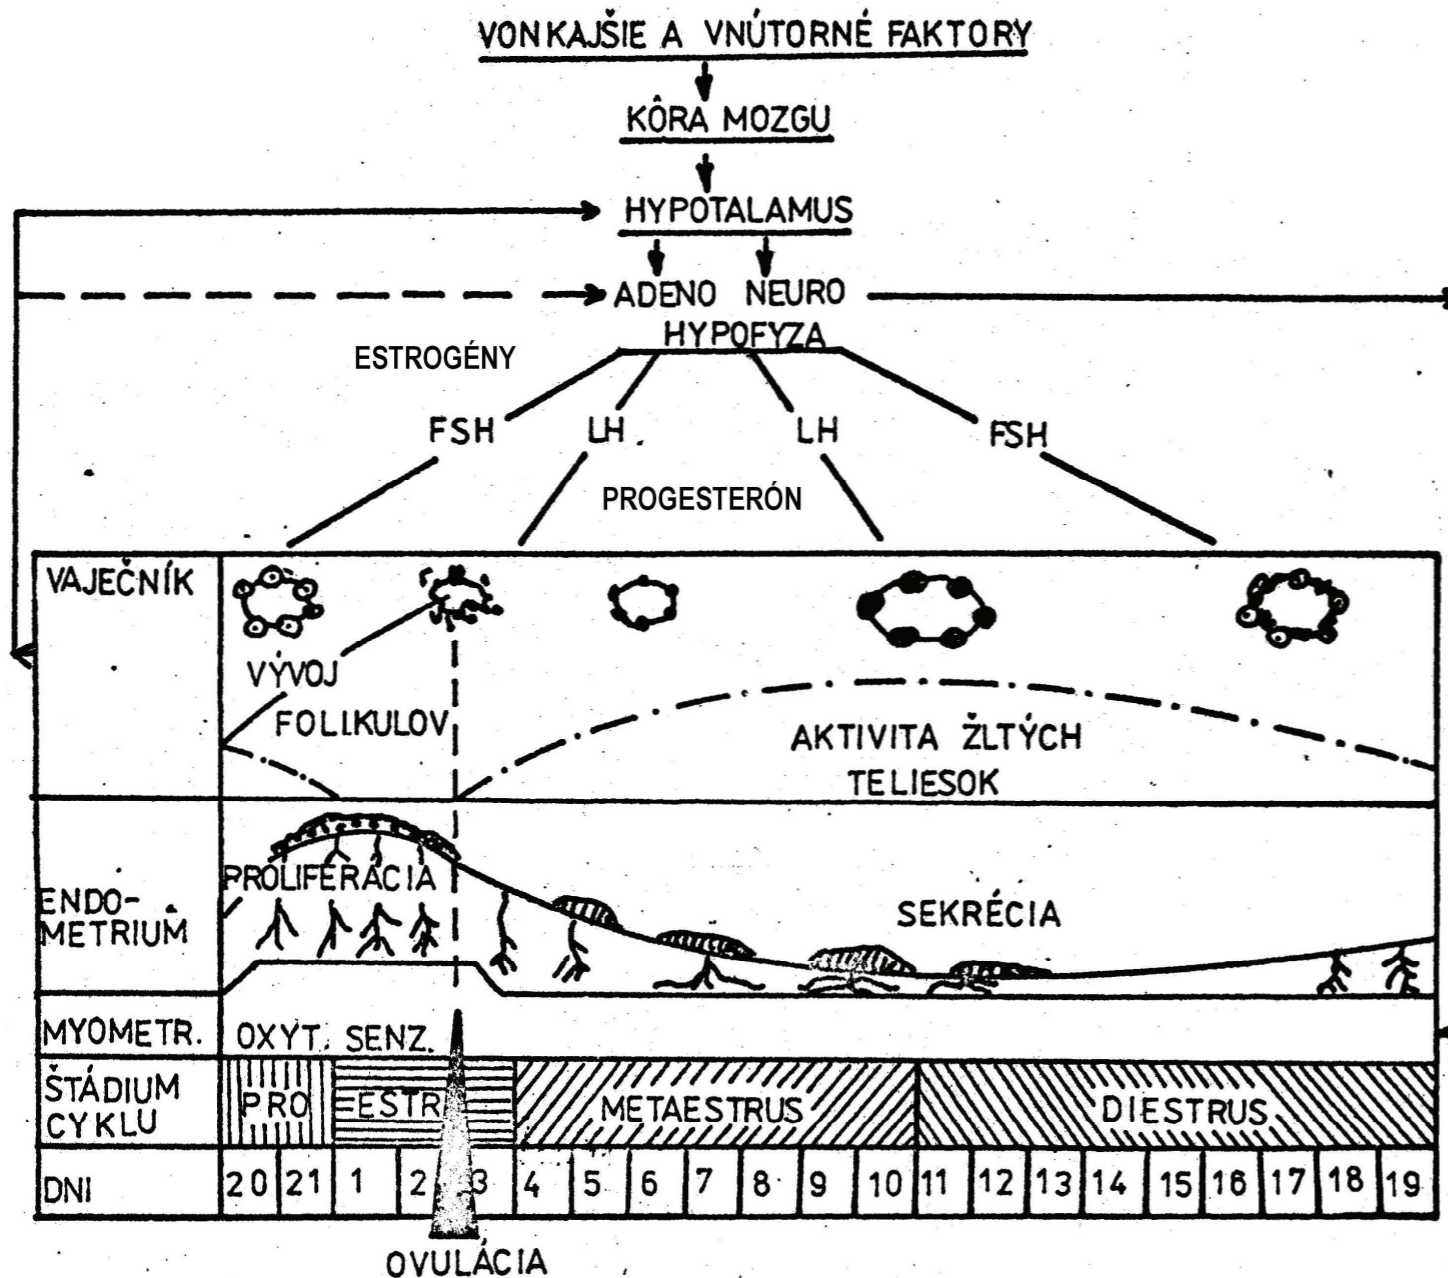 VONKAJŠIE A VNÚTORNÉ FAKTORY
KÔRA MOZGU
HYPOTALAMUS
ADENO NEURO
HYPOFYZA
ESTROGÉNY
FSH LH LH FSH
PROGESTERÓN
VAJEČNÍK
VÝVOJ
FOLIKULOV
AKTIVITA ŽLTÝCH
TELIESOK
ENDO-
METRIUM
PROLIFERÁCIA
SEKRÉCIA
MYOMETR.
OXYT. SENZ.
ŠTÁDIUM
CYKLU
PRO ESTR METAESTRUS DIESTRUS
DNI 20 21 1 2 3 4 5 6 7 8 9 10 11 12 13 14 15 16 17 18 19
OVULÁCIA